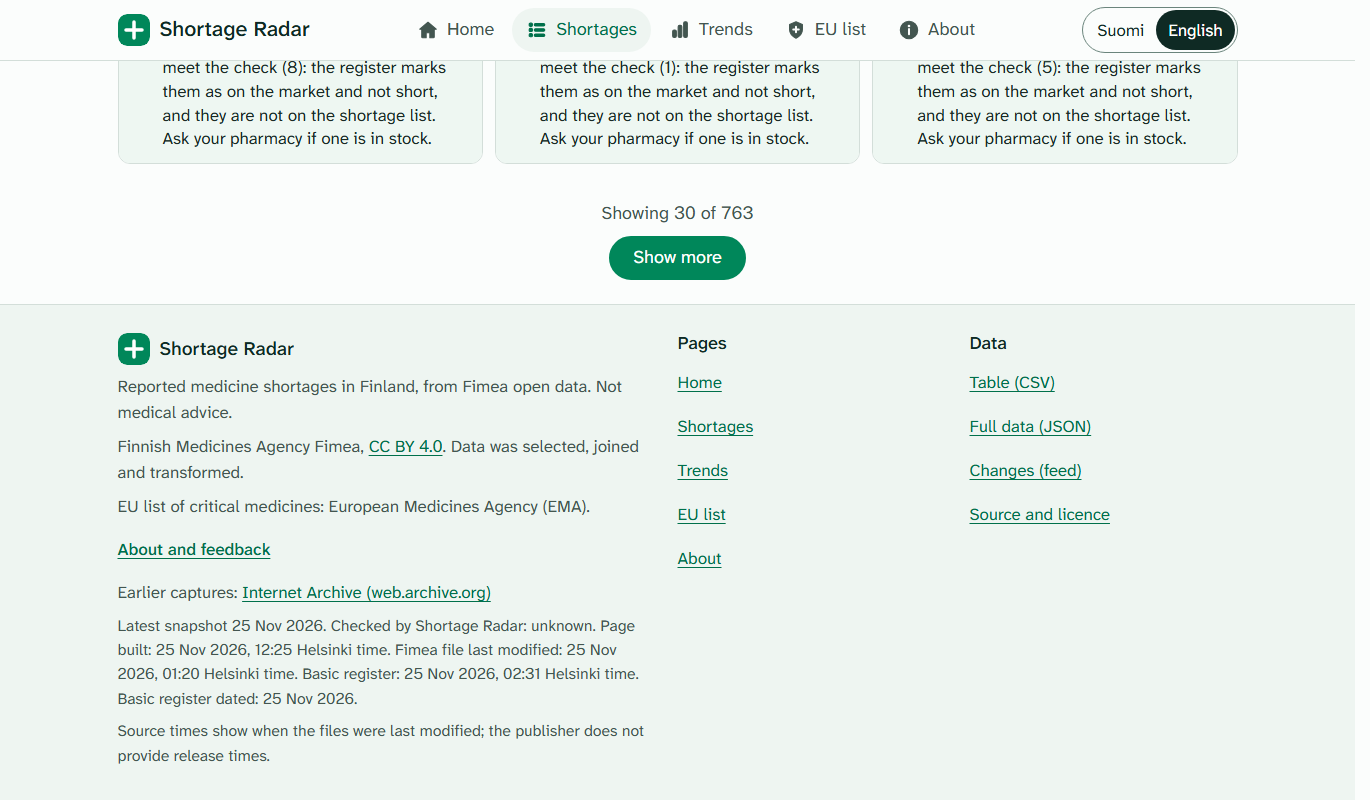 Shortage Radar
Home
Shortages
Trends
EU list
About
Suomi
English
meet the check (8): the register marks
them as on the market and not short,
and they are not on the shortage list.
Ask your pharmacy if one is in stock.
meet the check (1): the register marks
them as on the market and not short,
and they are not on the shortage list.
Ask your pharmacy if one is in stock.
meet the check (5): the register marks
them as on the market and not short,
and they are not on the shortage list.
Ask your pharmacy if one is in stock.
Showing 30 of 763
Show more
Shortage Radar
Reported medicine shortages in Finland, from Fimea open data. Not
medical advice.
Finnish Medicines Agency Fimea, CC BY 4.0. Data was selected, joined
and transformed.
EU list of critical medicines: European Medicines Agency (EMA).
About and feedback
Earlier captures: Internet Archive (web.archive.org)
Latest snapshot 25 Nov 2026. Checked by Shortage Radar: unknown. Page
built: 25 Nov 2026, 12:25 Helsinki time. Fimea file last modified: 25 Nov
2026, 01:20 Helsinki time. Basic register: 25 Nov 2026, 02:31 Helsinki time.
Basic register dated: 25 Nov 2026.
Source times show when the files were last modified; the publisher does not
provide release times.
Pages
Home
Shortages
Trends
EU list
About
Data
Table (CSV)
Full data (JSON)
Changes (feed)
Source and licence